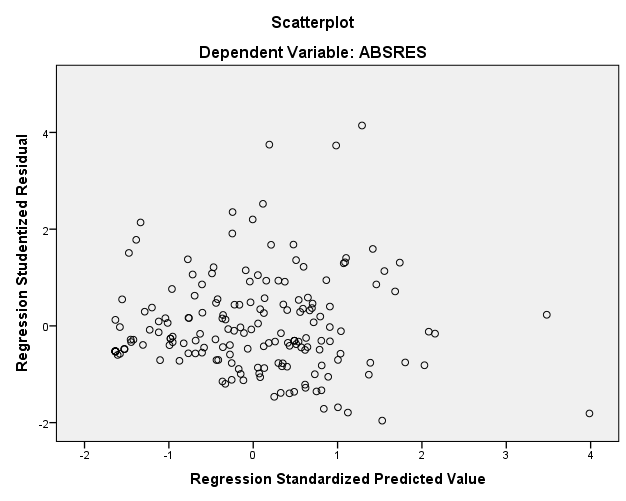 Scatterplot
Dependent Variable: ABSRES
Regression Studentized Residual
4
2
0
-2
-2 -1 0 1 2 3 4
Regression Standardized Predicted Value